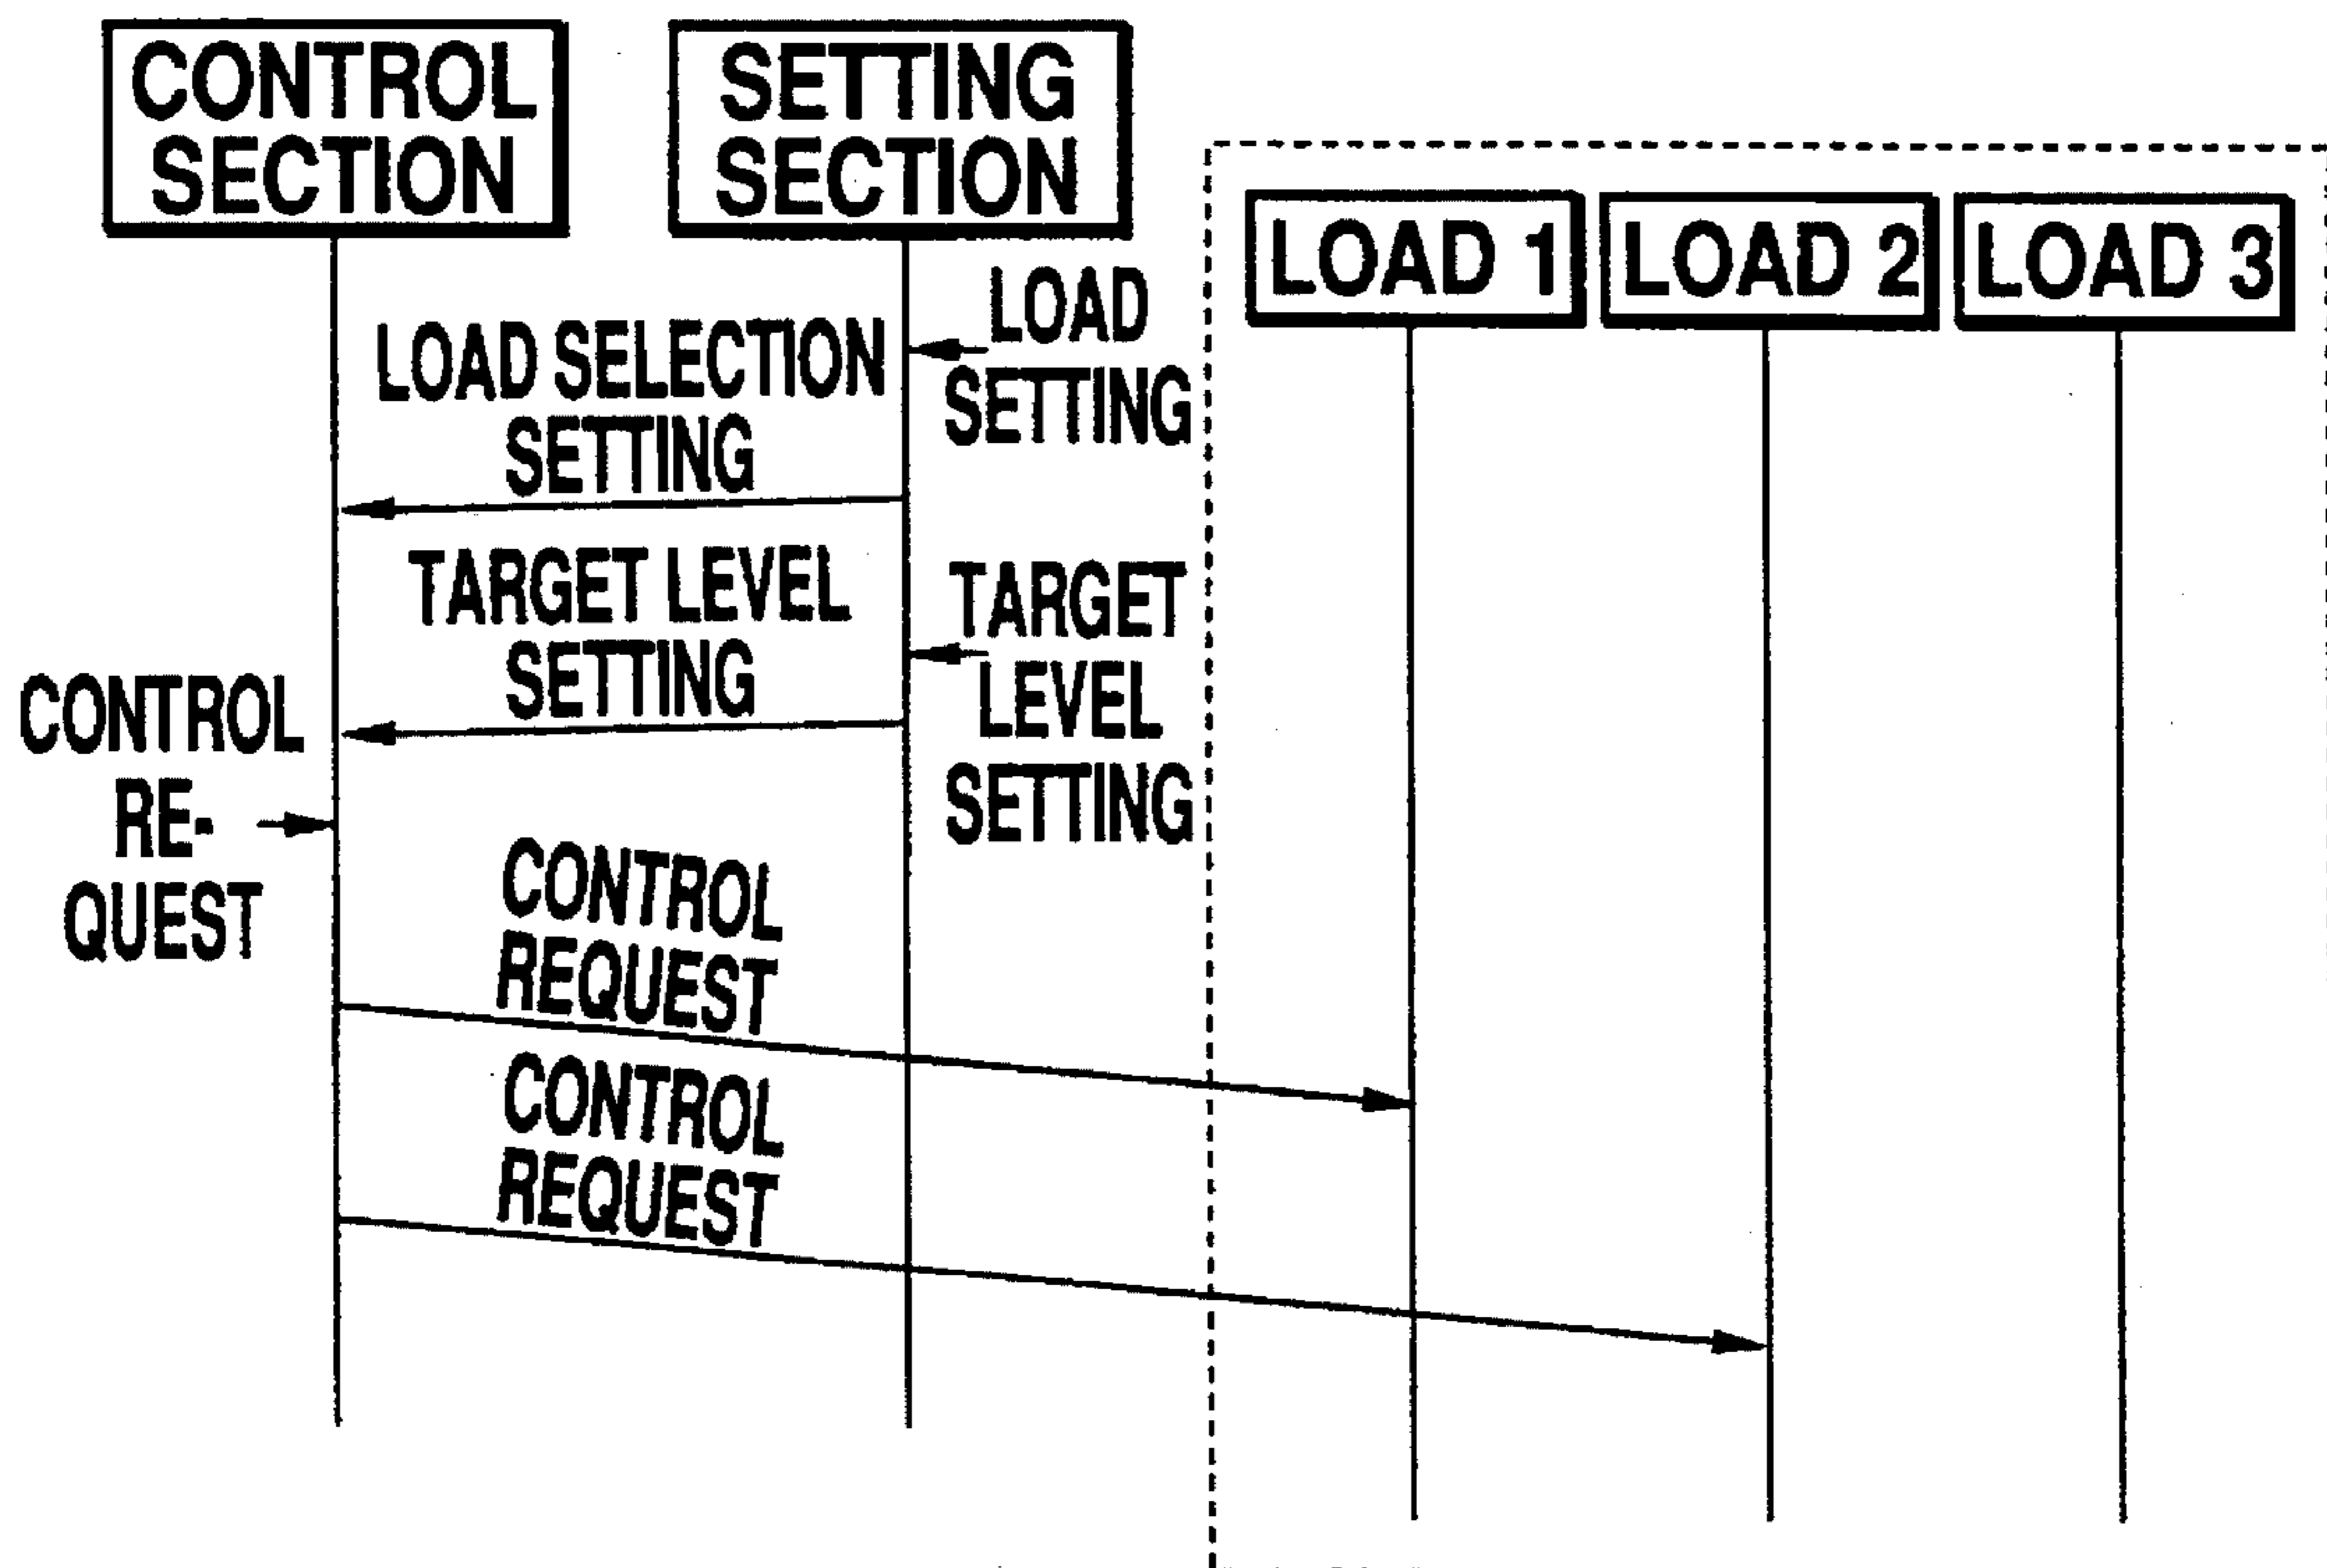 CONTROL
SECTION
SETTING
SECTION
LOAD 1
LOAD 2
LOAD 3
LOAD
SETTING
LOAD SELECTION
SETTING
TARGET LEVEL
SETTING
TARGET
LEVEL
SETTING
CONTROL
RE-
QUEST
CONTROL
REQUEST
CONTROL
REQUEST